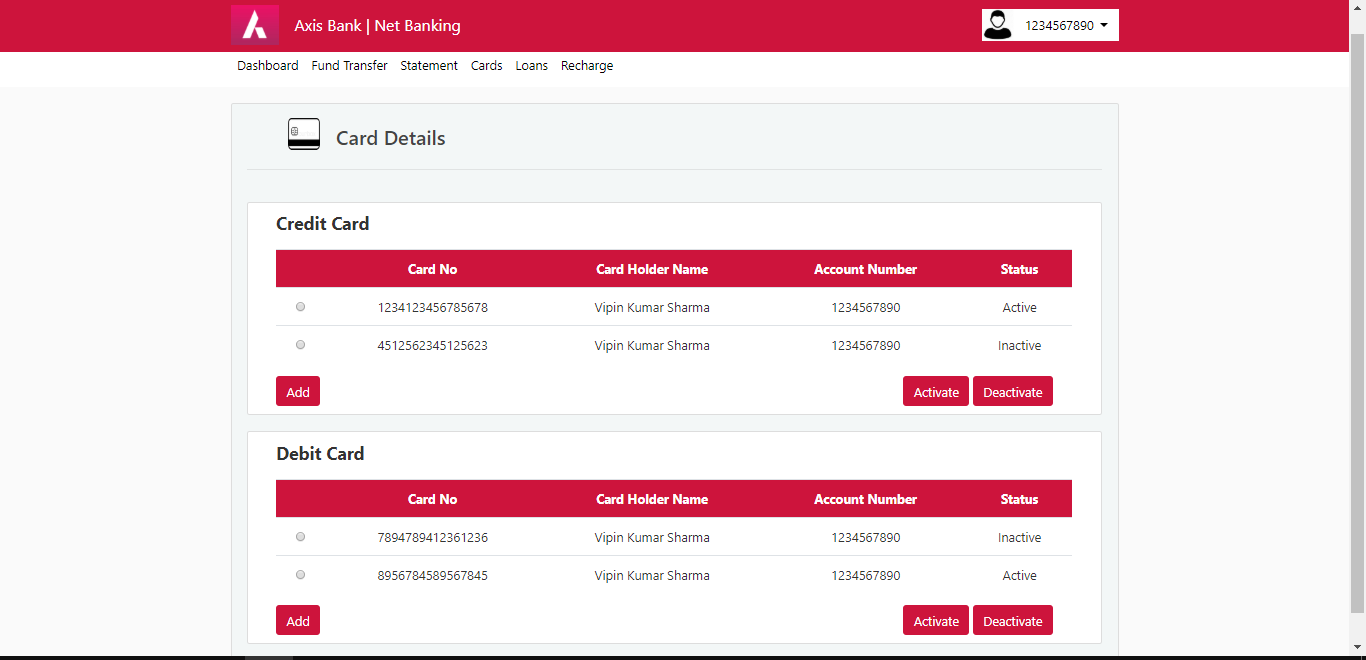 Axis Bank | Net Banking
1234567890
Dashboard Fund Transfer Statement Cards Loans Recharge
Card Details
Credit Card
Card No Card Holder Name Account Number Status
1234123456785678 Vipin Kumar Sharma 1234567890 Active
4512562345125623 Vipin Kumar Sharma 1234567890 Inactive
Add Activate Deactivate
Debit Card
Card No Card Holder Name Account Number Status
7894789412361236 Vipin Kumar Sharma 1234567890 Inactive
8956784589567845 Vipin Kumar Sharma 1234567890 Active
Add Activate Deactivate